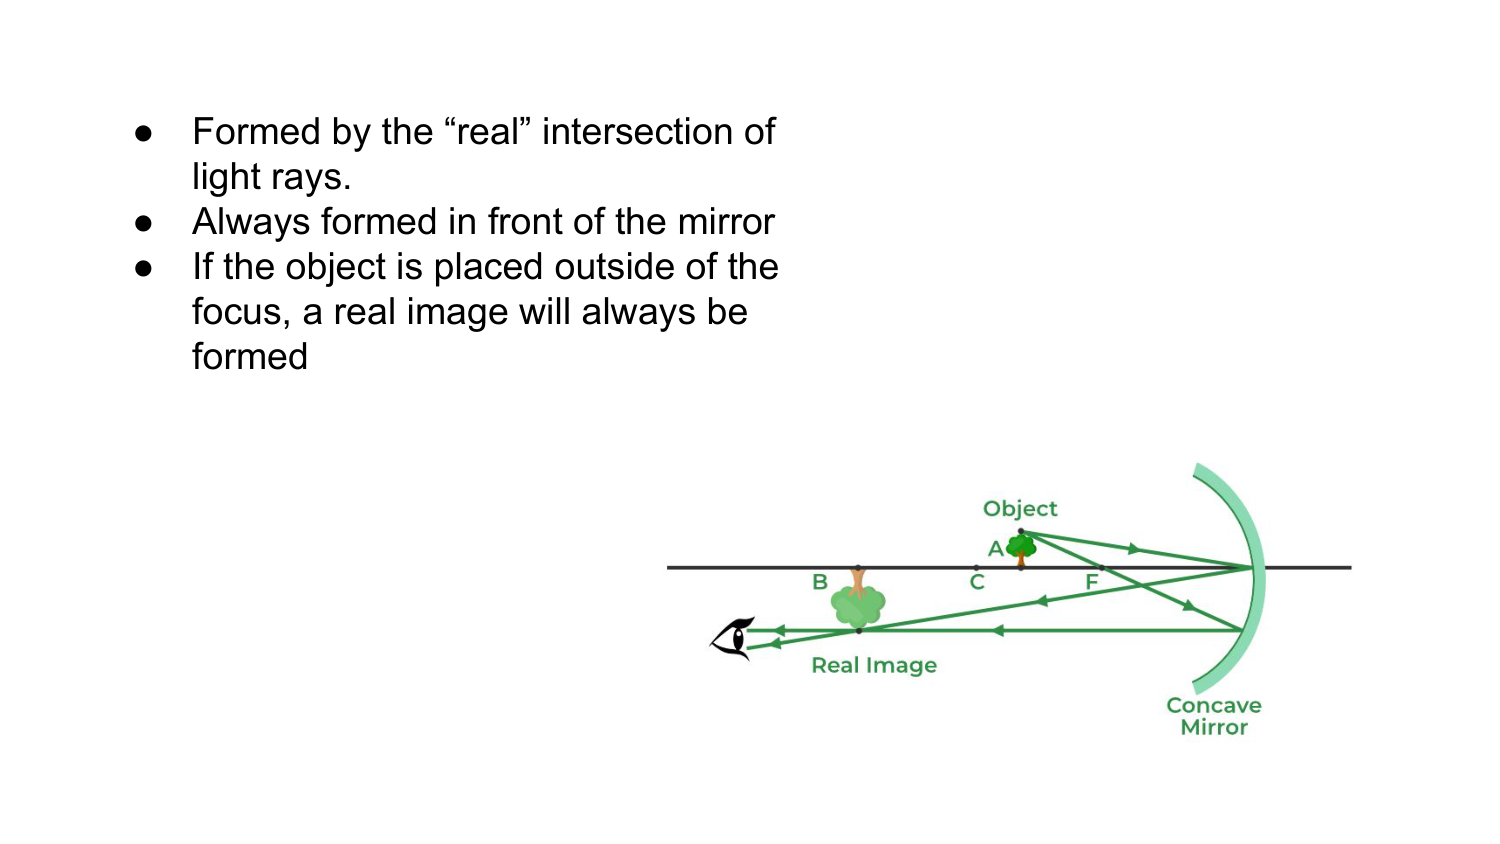 ● Formed by the “real” intersection of
light rays.
● Always formed in front of the mirror
● If the object is placed outside of the
focus, a real image will always be
formed
Object
A
B
C
F
Real Image
Concave
Mirror